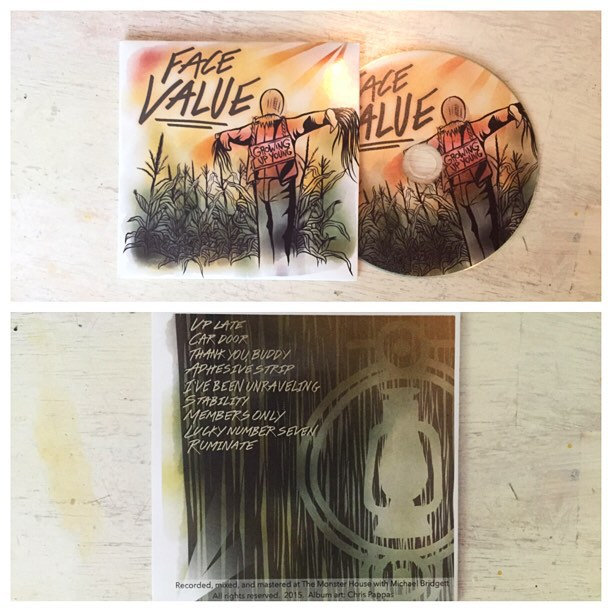 FACE
VALUE
GROWING
UP YOUNG
FACE
VALUE
GROWING
UP YOUNG
UP LATE
CAR DOOR
THANK YOU BUDDY
ADHESIVE STRIP
I'VE BEEN UNRAVELING
STABILITY
MEMBERS ONLY
LUCKY NUMBER SEVEN
RUMINATE
Recorded, mixed, and mastered at The Monster House with Michael Bridgett
All rights reserved. 2015. Album art: Chris Pappas